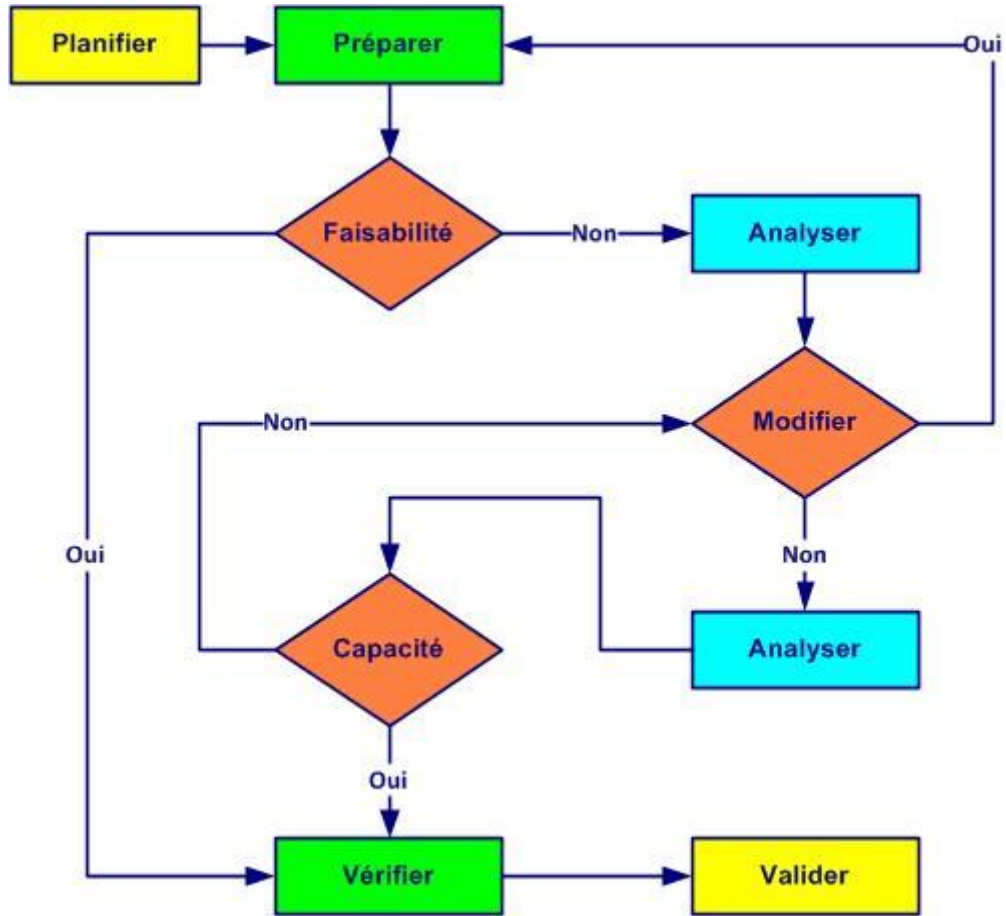 Planifier
Préparer
Oui
Faisabilité
Non
Analyser
Non
Modifier
Oui
Non
Capacité
Analyser
Oui
Vérifier
Valider